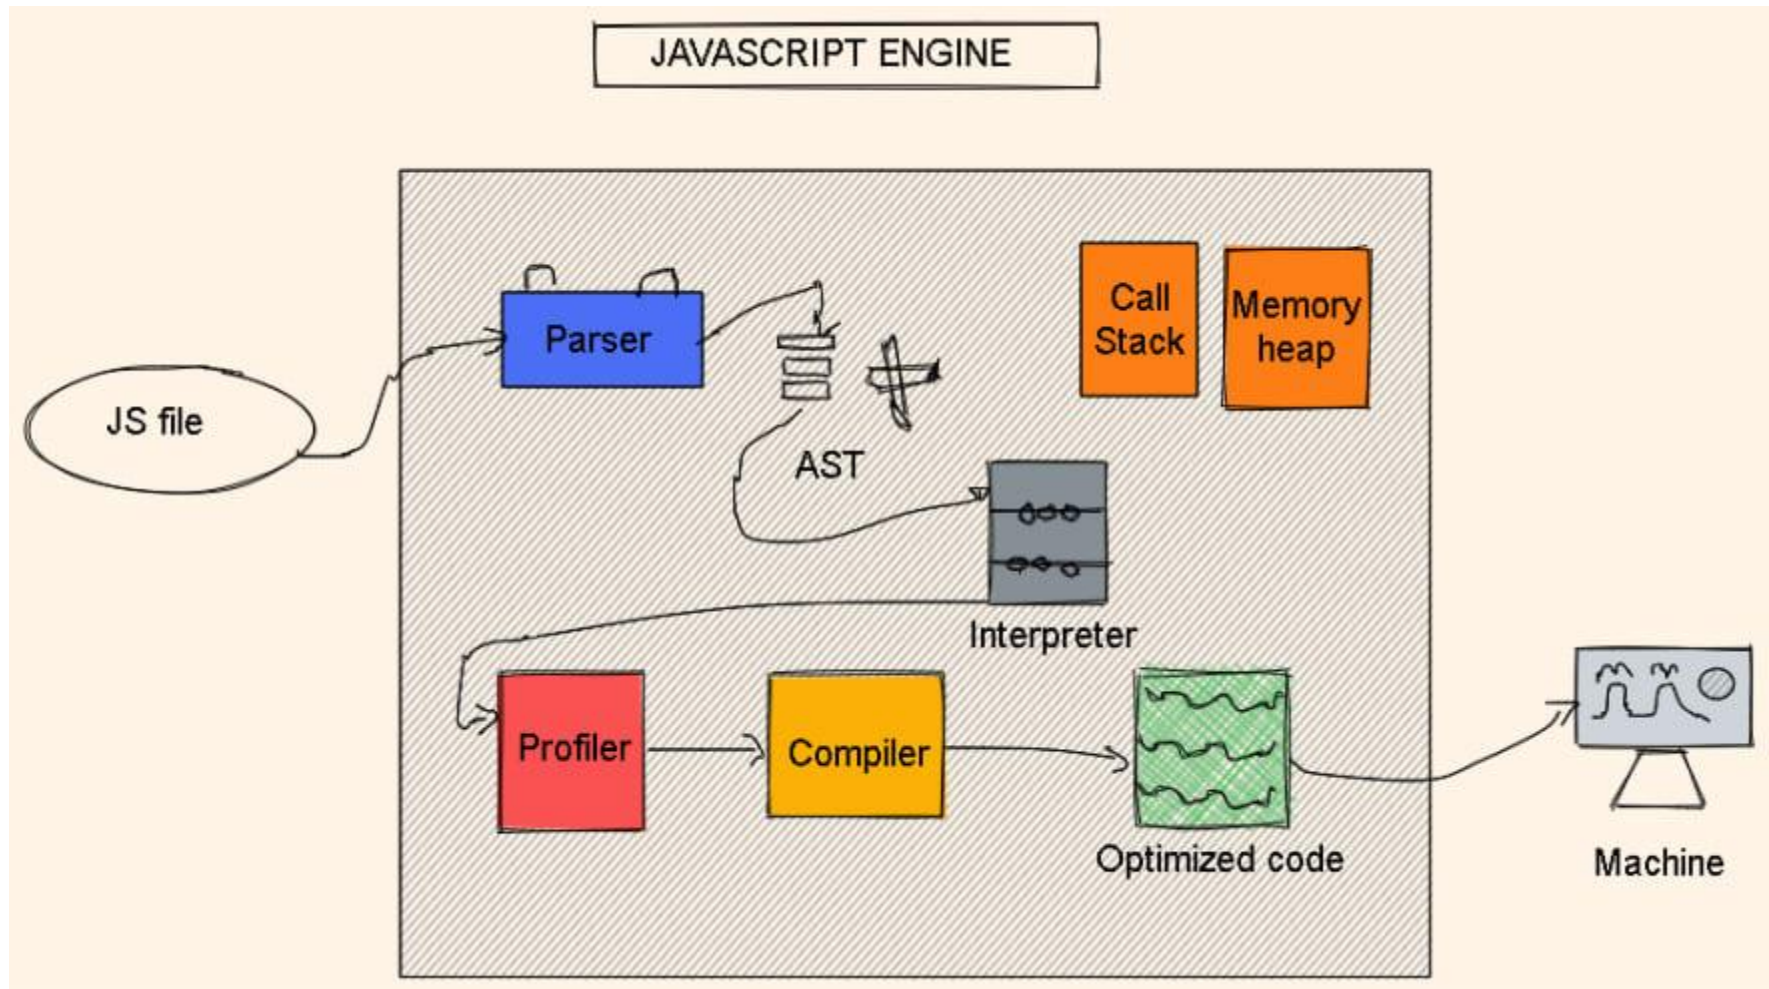 JAVASCRIPT ENGINE
JS file
Parser
AST
Call
Stack
Memory
heap
Interpreter
Profiler
Compiler
Optimized code
Machine